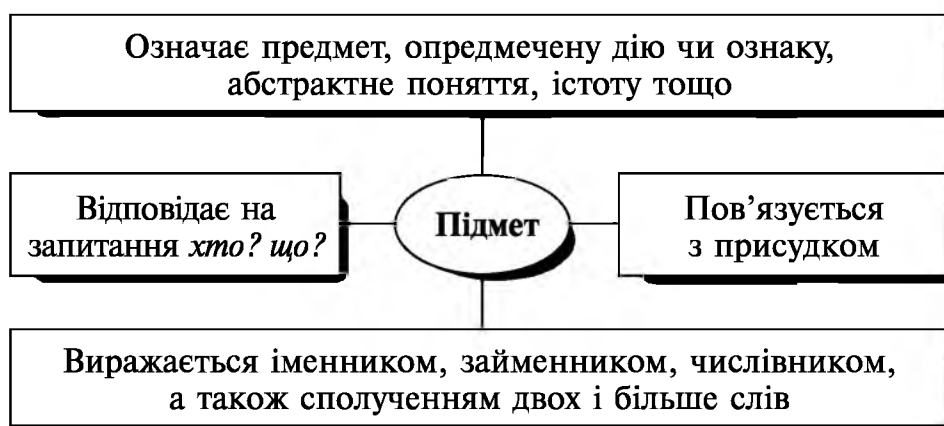 Означає предмет, опредмечену дію чи ознаку,
абстрактне поняття, істоту тощо
Відповідає на
запитання хто? що?
Підмет
Пов’язується
з присудком
Виражається іменником, займенником, числівником,
а також сполученням двох і більше слів